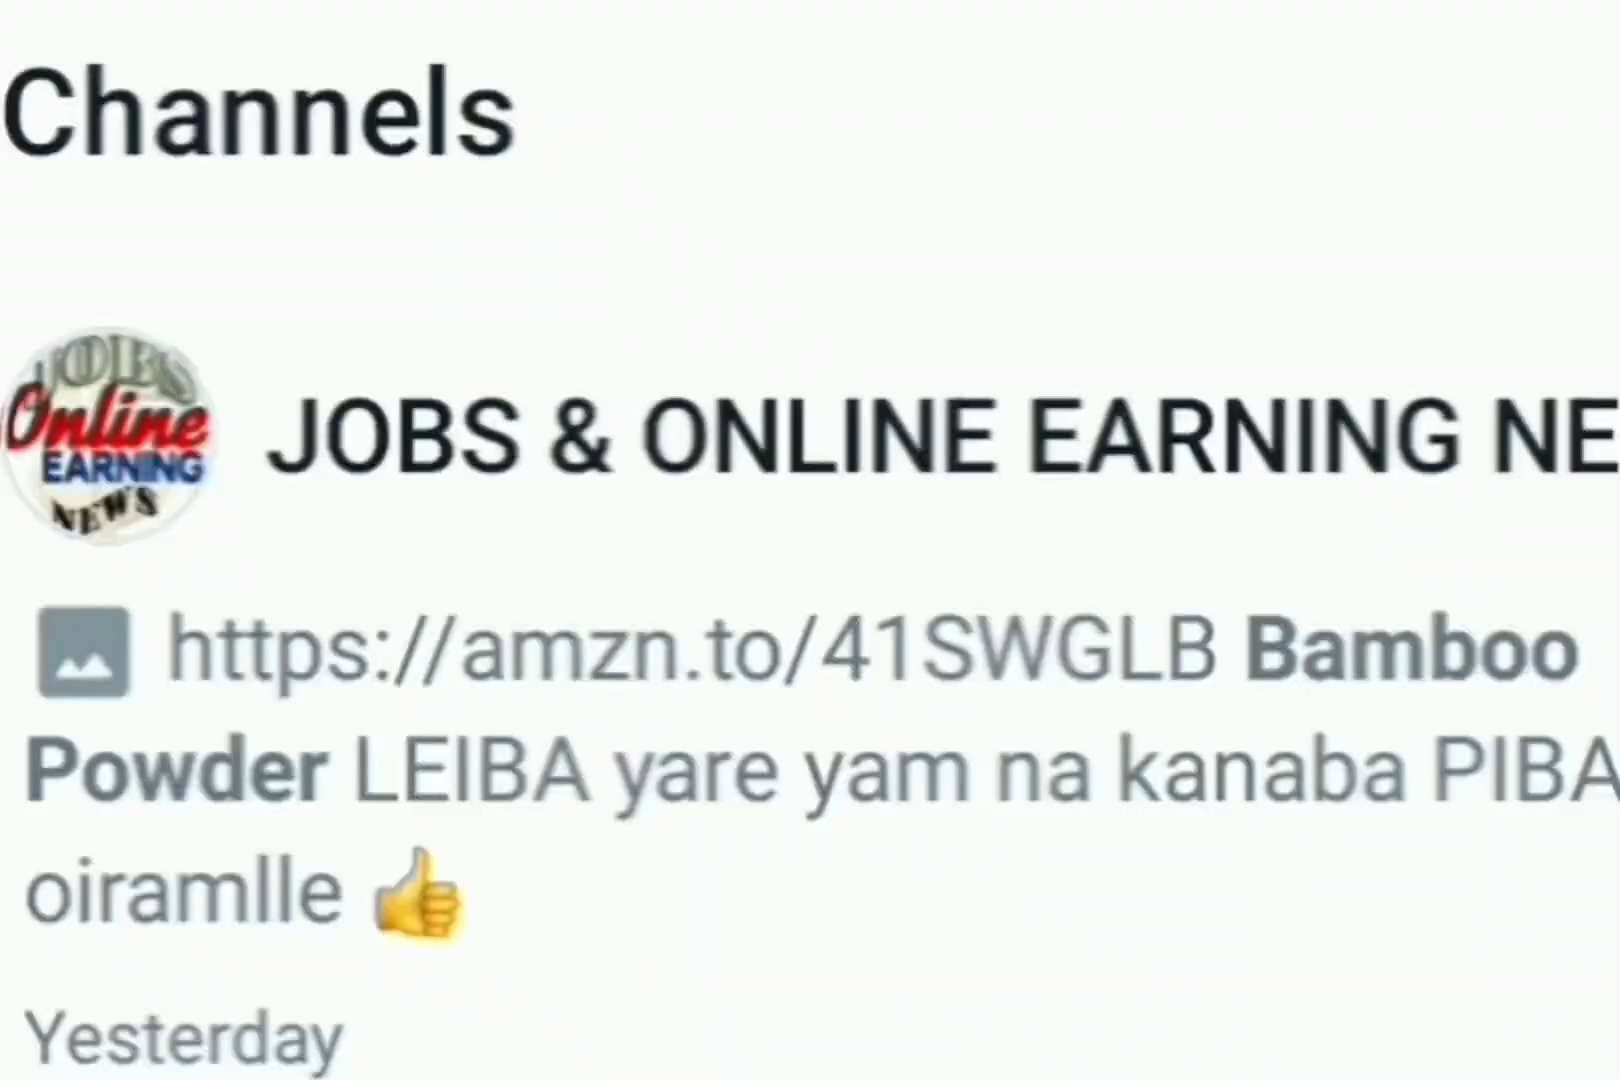 Channels
JOBS
Online
EARNING
NEWS
JOBS & ONLINE EARNING NE
https://amzn.to/41SWGLB Bamboo
Powder LEIBA yare yam na kanaba PIBA
oiramlle 👍
Yesterday